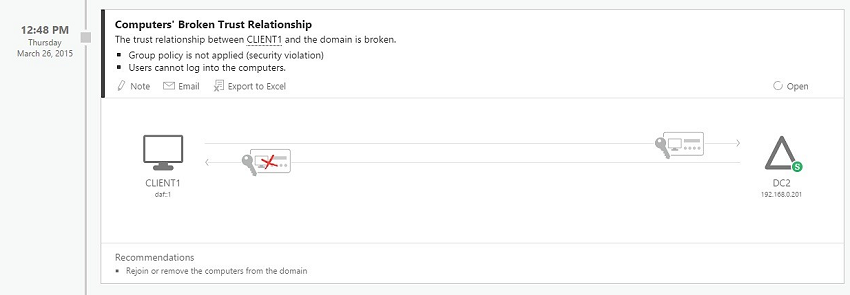 12:48 PM
Thursday
March 26, 2015
Computers' Broken Trust Relationship
The trust relationship between CLIENT1 and the domain is broken.
Group policy is not applied (security violation)
Users cannot log into the computers.
Note Email Export to Excel Open
CLIENT1
daf::1
DC2
192.168.0.201
S
Recommendations
Rejoin or remove the computers from the domain